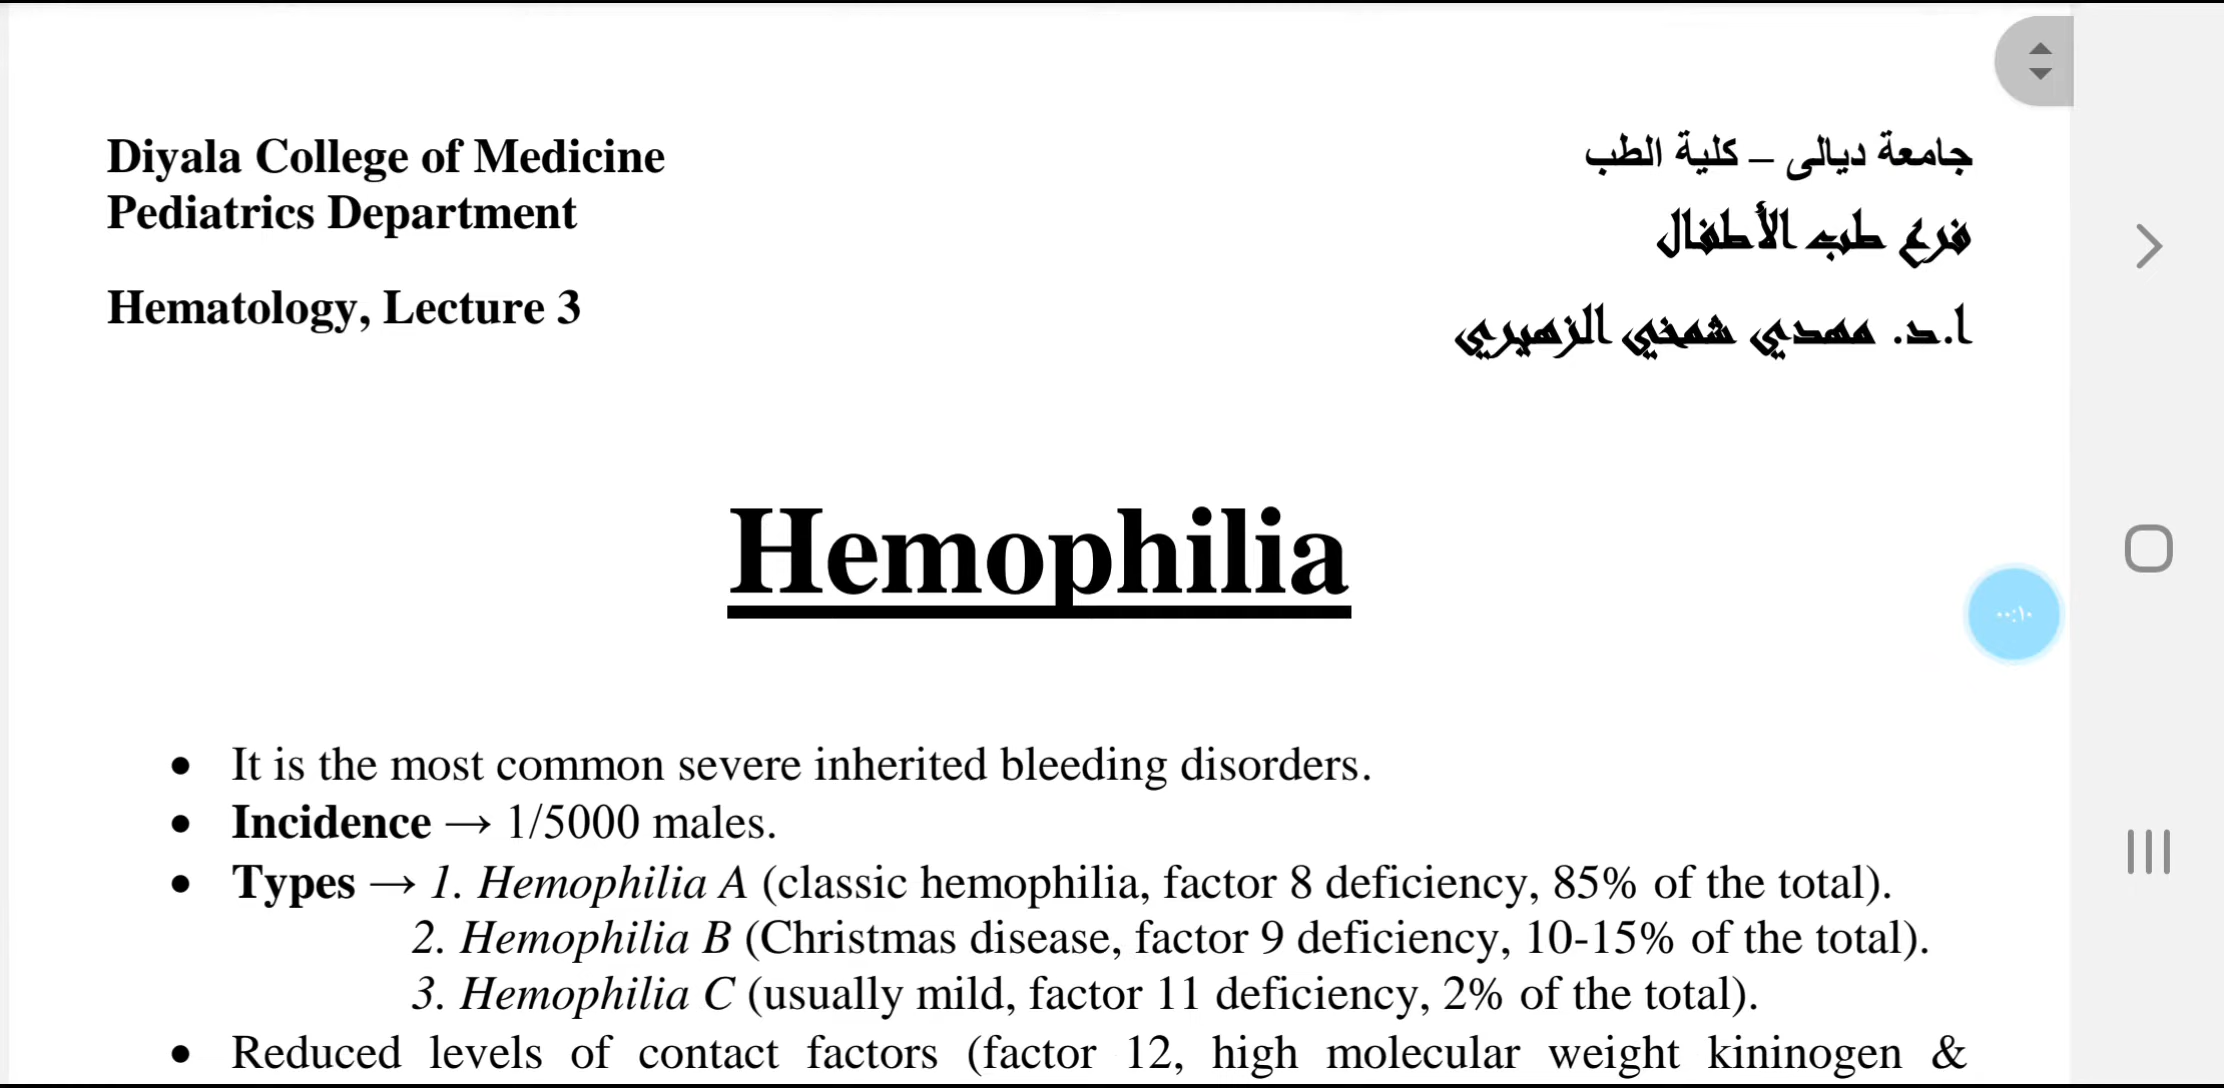 Diyala College of Medicine
Pediatrics Department
Hematology, Lecture 3
جامعة ديالى – كلية الطب
فرع طب الأطفال
ا.د. مهدي شمخي الزهيري
Hemophilia
٠٠:١٠
• It is the most common severe inherited bleeding disorders.
• Incidence → 1/5000 males.
• Types → 1. Hemophilia A (classic hemophilia, factor 8 deficiency, 85% of the total).
2. Hemophilia B (Christmas disease, factor 9 deficiency, 10-15% of the total).
3. Hemophilia C (usually mild, factor 11 deficiency, 2% of the total).
• Reduced levels of contact factors (factor 12, high molecular weight kininogen &